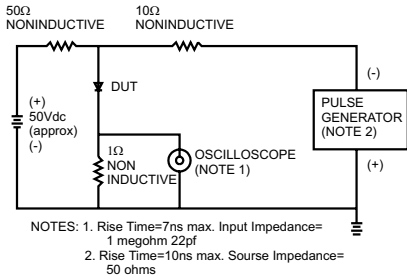 50Ω
NONINDUCTIVE
10Ω
NONINDUCTIVE
DUT
(+)
50Vdc
(approx)
(-)
1Ω
NON
INDUCTIVE
OSCILLOSCOPE
(NOTE 1)
(-)
PULSE
GENERATOR
(NOTE 2)
(+)
NOTES: 1. Rise Time=7ns max. Input Impedance=
1 megohm 22pf
2. Rise Time=10ns max. Sourse Impedance=
50 ohms